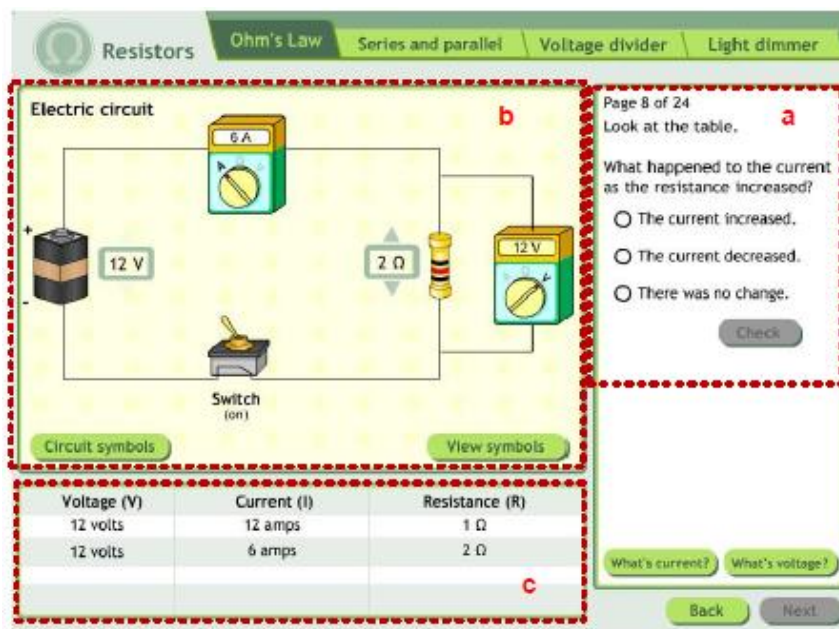 Resistors
Ohm's Law
Series and parallel
Voltage divider
Light dimmer
Electric circuit
b
6 A
+
12 V
-
2 Ω
12 V
Switch
(on)
Circuit symbols
View symbols
Page 8 of 24
a
Look at the table.
What happened to the current
as the resistance increased?
The current increased.
The current decreased.
There was no change.
Check
Voltage (V) Current (I) Resistance (R)
12 volts 12 amps 1 Ω
12 volts 6 amps 2 Ω
c
What's current?
What's voltage?
Back
Next